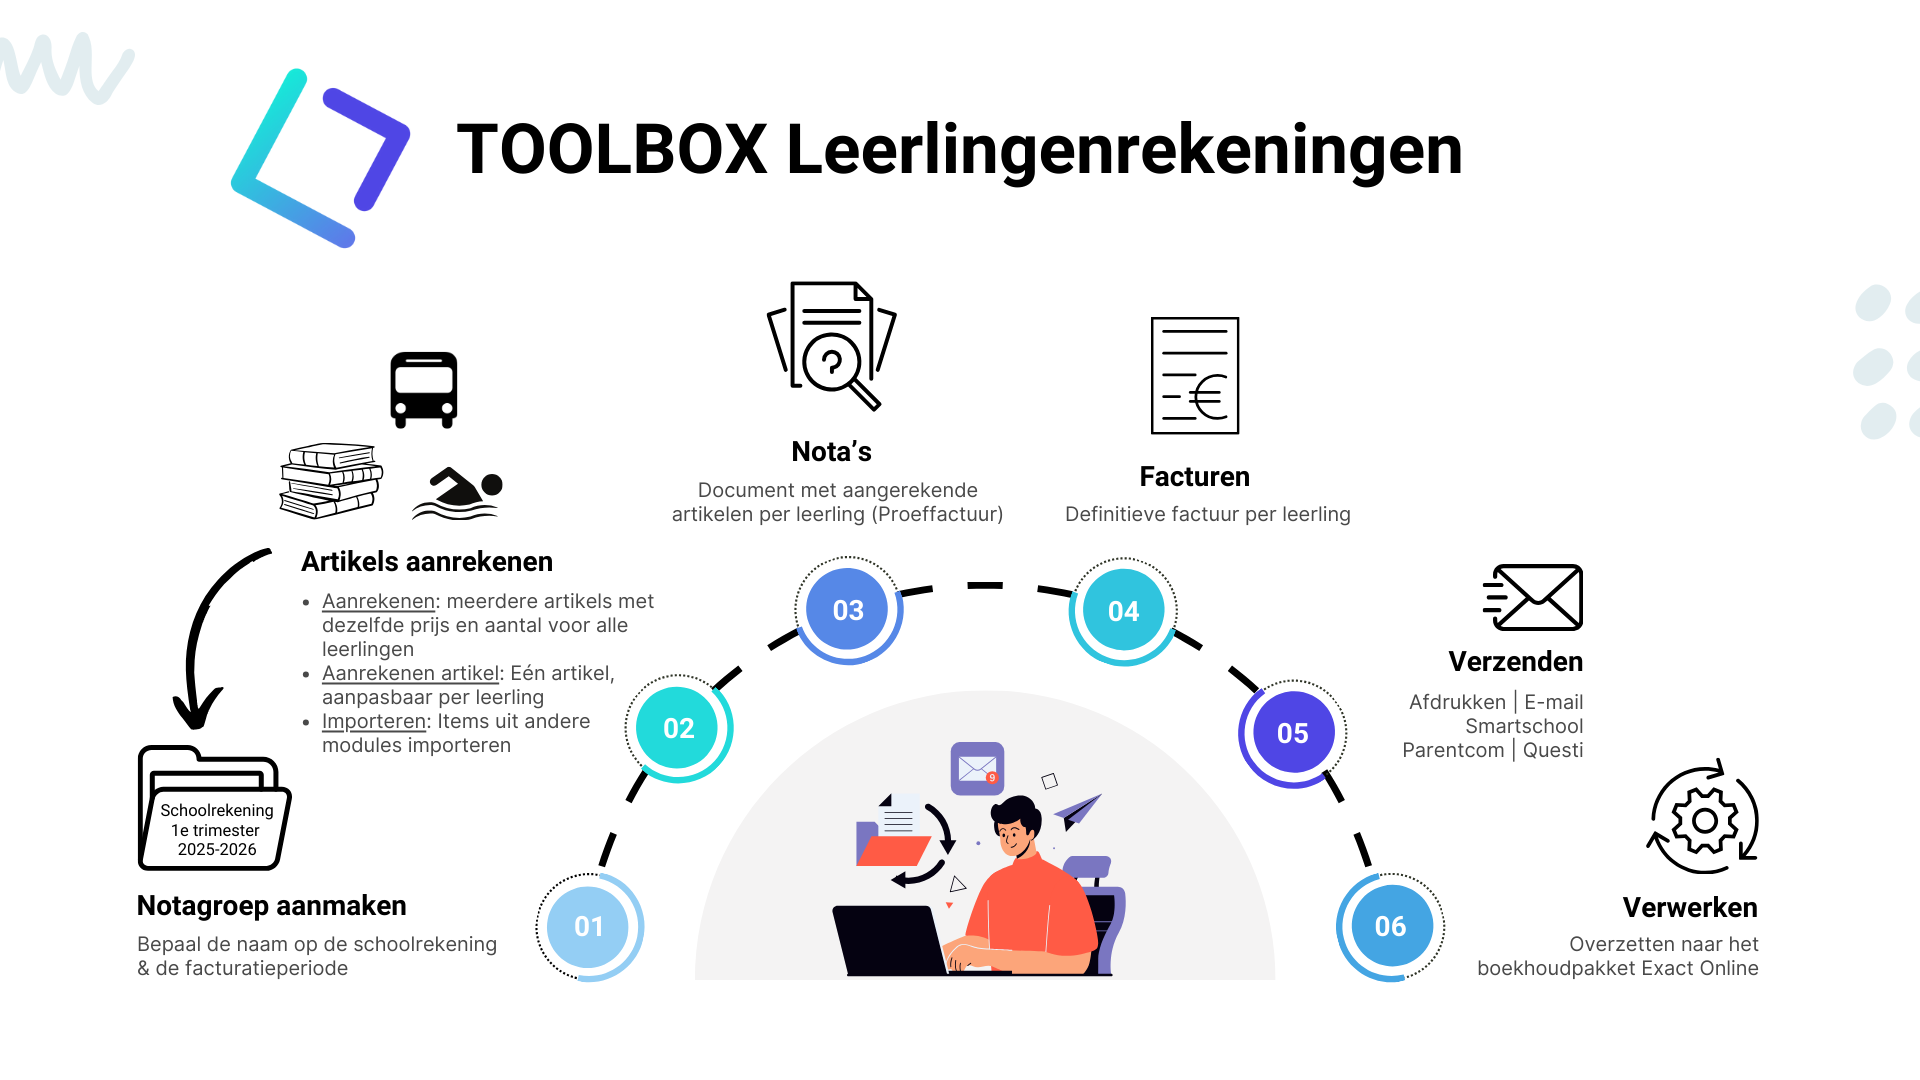 TOOLBOX Leerlingenrekeningen
Schoolrekening
1e trimester
2025-2026
Notagroep aanmaken
Bepaal de naam op de schoolrekening
& de facturatieperiode
01
Artikels aanrekenen
• Aanrekenen: meerdere artikels met
dezelfde prijs en aantal voor alle
leerlingen
• Aanrekenen artikel: Eén artikel,
aanpasbaar per leerling
• Importeren: Items uit andere
modules importeren
02
Nota’s
Document met aangerekende
artikelen per leerling (Proeffactuur)
03
Facturen
Definitieve factuur per leerling
04
Verzenden
Afdrukken | E-mail
Smartschool
Parentcom | Questi
05
Verwerken
Overzetten naar het
boekhoudpakket Exact Online
06
9